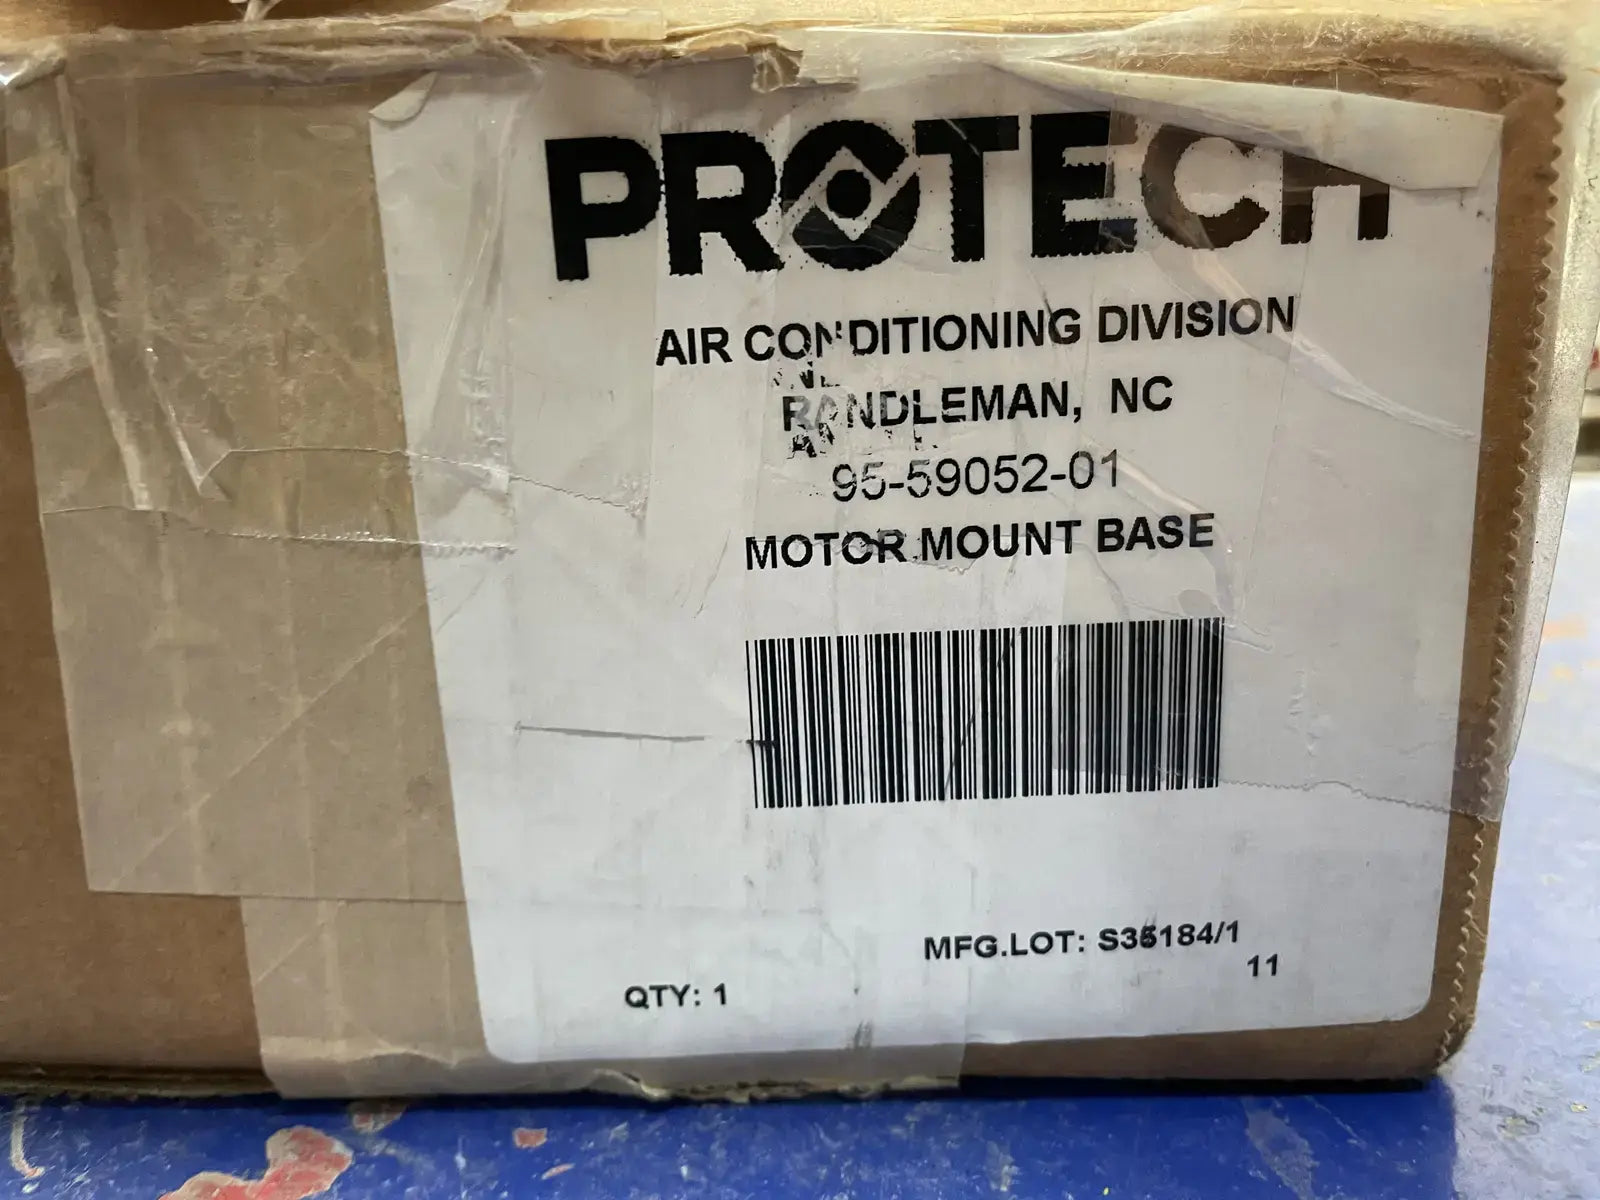 PROTECH
AIR CONDITIONING DIVISION
RANDLEMAN, NC
95-59052-01
MOTOR MOUNT BASE
MFG.LOT: S35184/1
11
QTY: 1